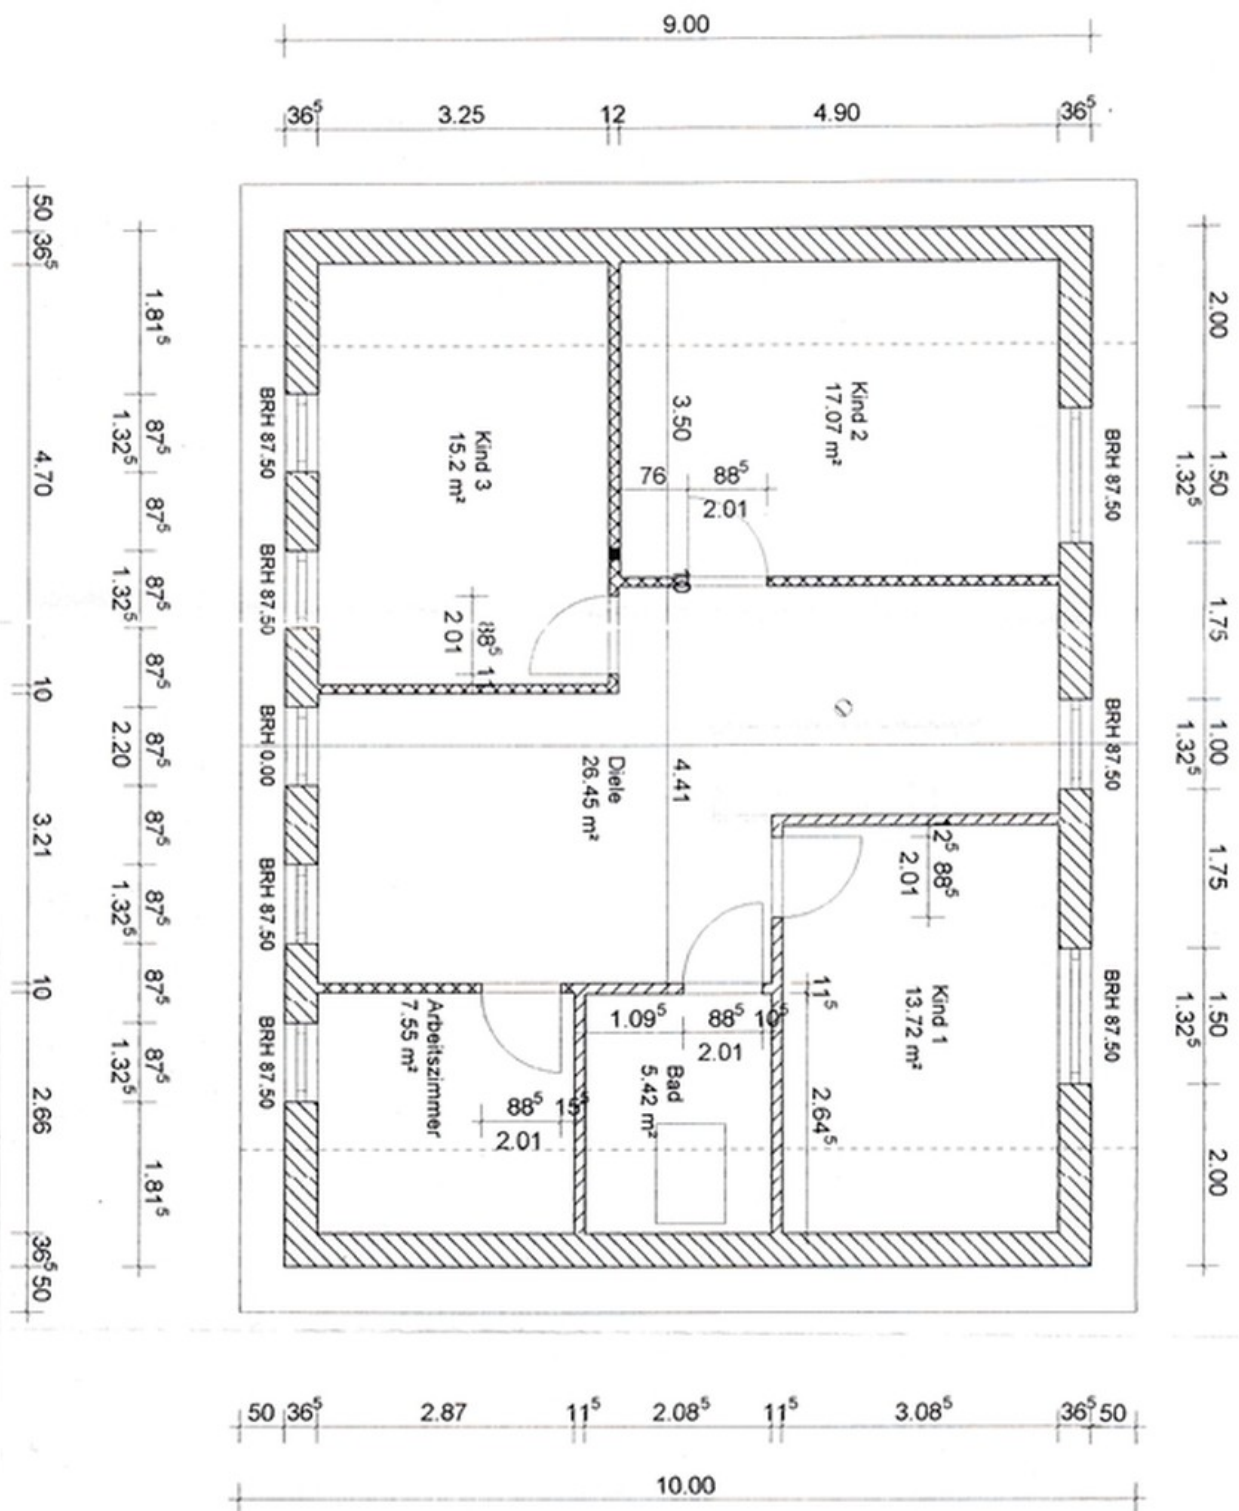 9.00
36⁵ 3.25 12 4.90 36⁵
50 36⁵ 4.70 10 3.21 10 2.66 36⁵ 50
1.81⁵ 87⁵ 87⁵ 87⁵ 87⁵ 87⁵ 87⁵ 87⁵ 87⁵ 87⁵ 1.81⁵
1.32⁵ 1.32⁵ 2.20 1.32⁵ 1.32⁵
BRH 87.50
BRH 87.50
BRH 0.00
BRH 87.50
BRH 87.50
2.00 1.50 1.75 1.00 1.75 1.50 2.00
1.32⁵ 1.32⁵ 1.32⁵
BRH 87.50
BRH 87.50
BRH 87.50
Kind 2
17.07 m²
3.50
76 88⁵
2.01
10
Kind 3
15.2 m²
88⁵ 11
2.01
Diele
26.45 m²
4.41
12⁵ 88⁵
2.01
Kind 1
13.72 m²
11⁵
2.64⁵
1.09⁵ 88⁵ 10⁵
2.01
Bad
5.42 m²
Arbeitszimmer
7.55 m²
88⁵ 15⁵
2.01
50 36⁵ 2.87 11⁵ 2.08⁵ 11⁵ 3.08⁵ 36⁵ 50
10.00